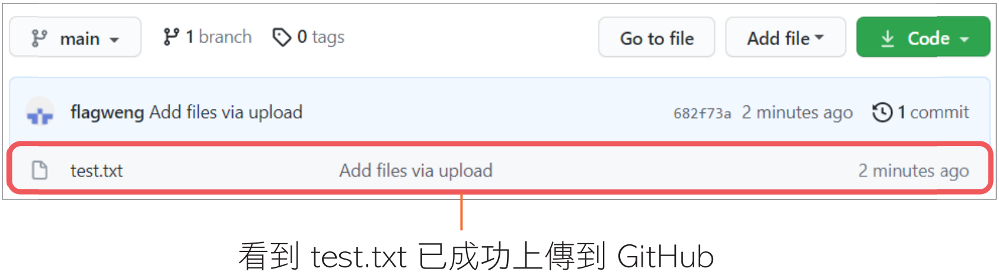 main 1 branch 0 tags Go to file Add file Code
flagweng Add files via upload 682f73a 2 minutes ago 1 commit
test.txt Add files via upload 2 minutes ago
看到 test.txt 已成功上傳到 GitHub